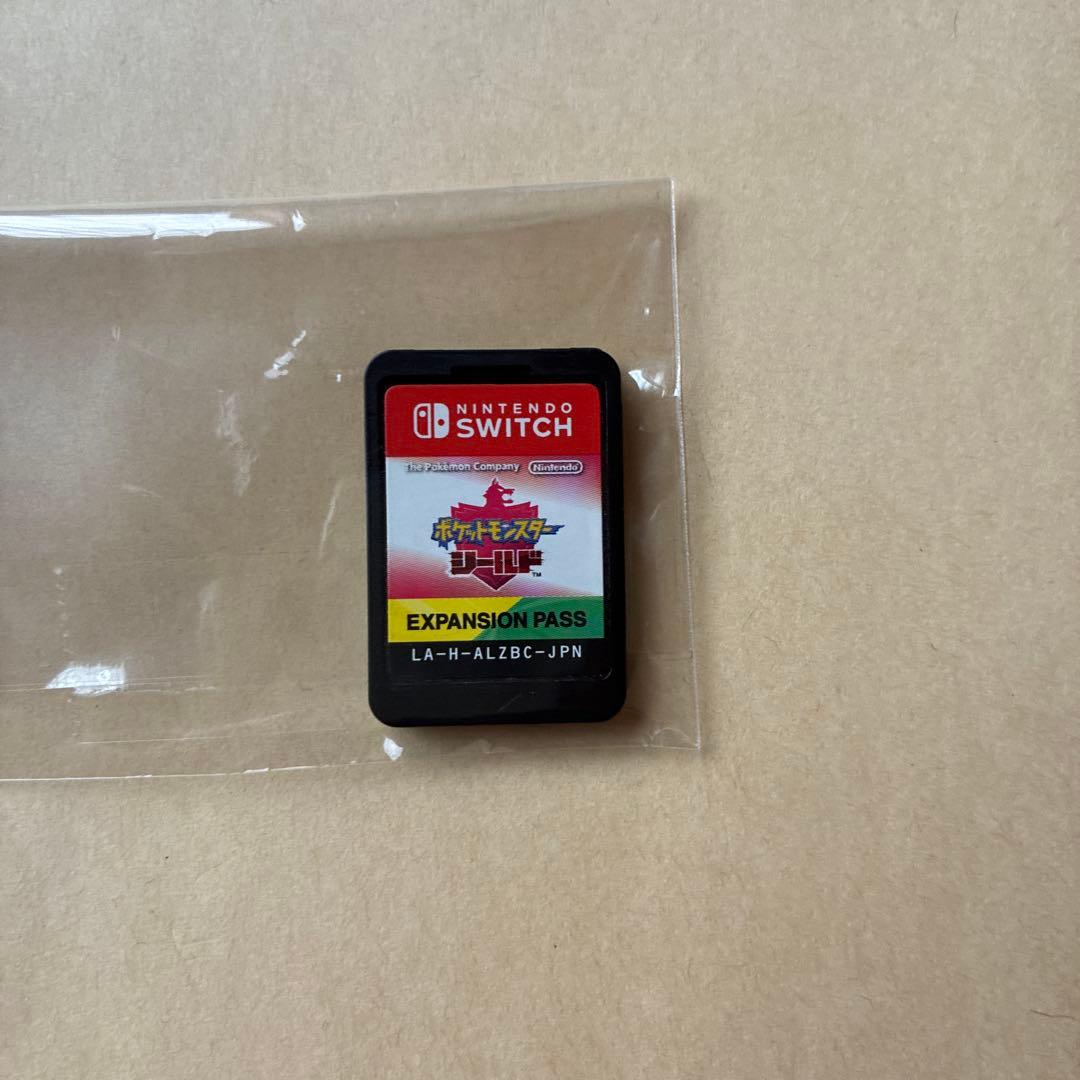 NINTENDO
SWITCH
The Pokémon Company Nintendo
ポケットモンスター
シールド
TM
EXPANSION PASS
LA-H-ALZBC-JPN